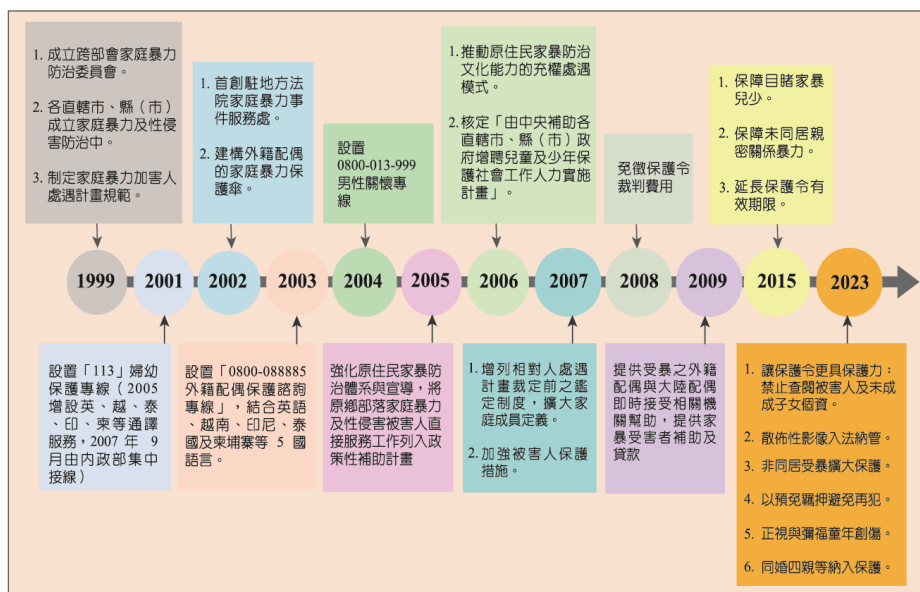 1. 成立跨部會家庭暴力
防治委員會。
2. 各直轄市、縣（市）
成立家庭暴力及性侵
害防治中。
3. 制定家庭暴力加害人
處遇計畫規範。
1. 首創駐地方法
院家庭暴力事
件服務處。
2. 建構外籍配偶
的家庭暴力保
護傘。
設置
0800-013-999
男性關懷專
線
1. 推動原住民家暴防治
文化能力的充權處遇
模式。
2. 核定「由中央補助各
直轄市、縣（市）政
府增聘兒童及少年
保護社會工作人力實施
計畫」。
免徵保護令
裁判費用
1. 保障目睹家暴
兒少。
2. 保障未同居親
密關係暴力。
3. 延長保護令有
效期限。
1999
2001
2002
2003
2004
2005
2006
2007
2008
2009
2015
2023
設置「113」婦幼
保護專線（2005
增設英、越、泰
、印、柬等通譯
服務，2007 年 9
月由內政部集中
接線）
設置「0800-088885
外籍配偶保護諮詢
專線」，結合英語
、越南、印尼、泰
國及柬埔寨等 5 國
語言。
強化原住民家暴防
治體系與宣導，將
原鄉部落家庭暴力
及性侵害被害人直
接服務工作列入政
策性補助計畫
1. 增列相對人處遇
計畫裁定前之鑑
定制度，擴大家
庭成員定義。
2. 加強被害人保護
措施。
提供受暴之外籍
配偶與大陸配偶
即時接受相關機
關幫助，提供家
暴受害者補助及
貸款
1. 讓保護令更具保護力：
禁止查閱被害人及未成
成子女個資。
2. 散佈性影像入法納管。
3. 非同居受暴擴大保護。
4. 以預免羈押避免再犯。
5. 正視與彌福童年創傷。
6. 同婚四親等納入保護。